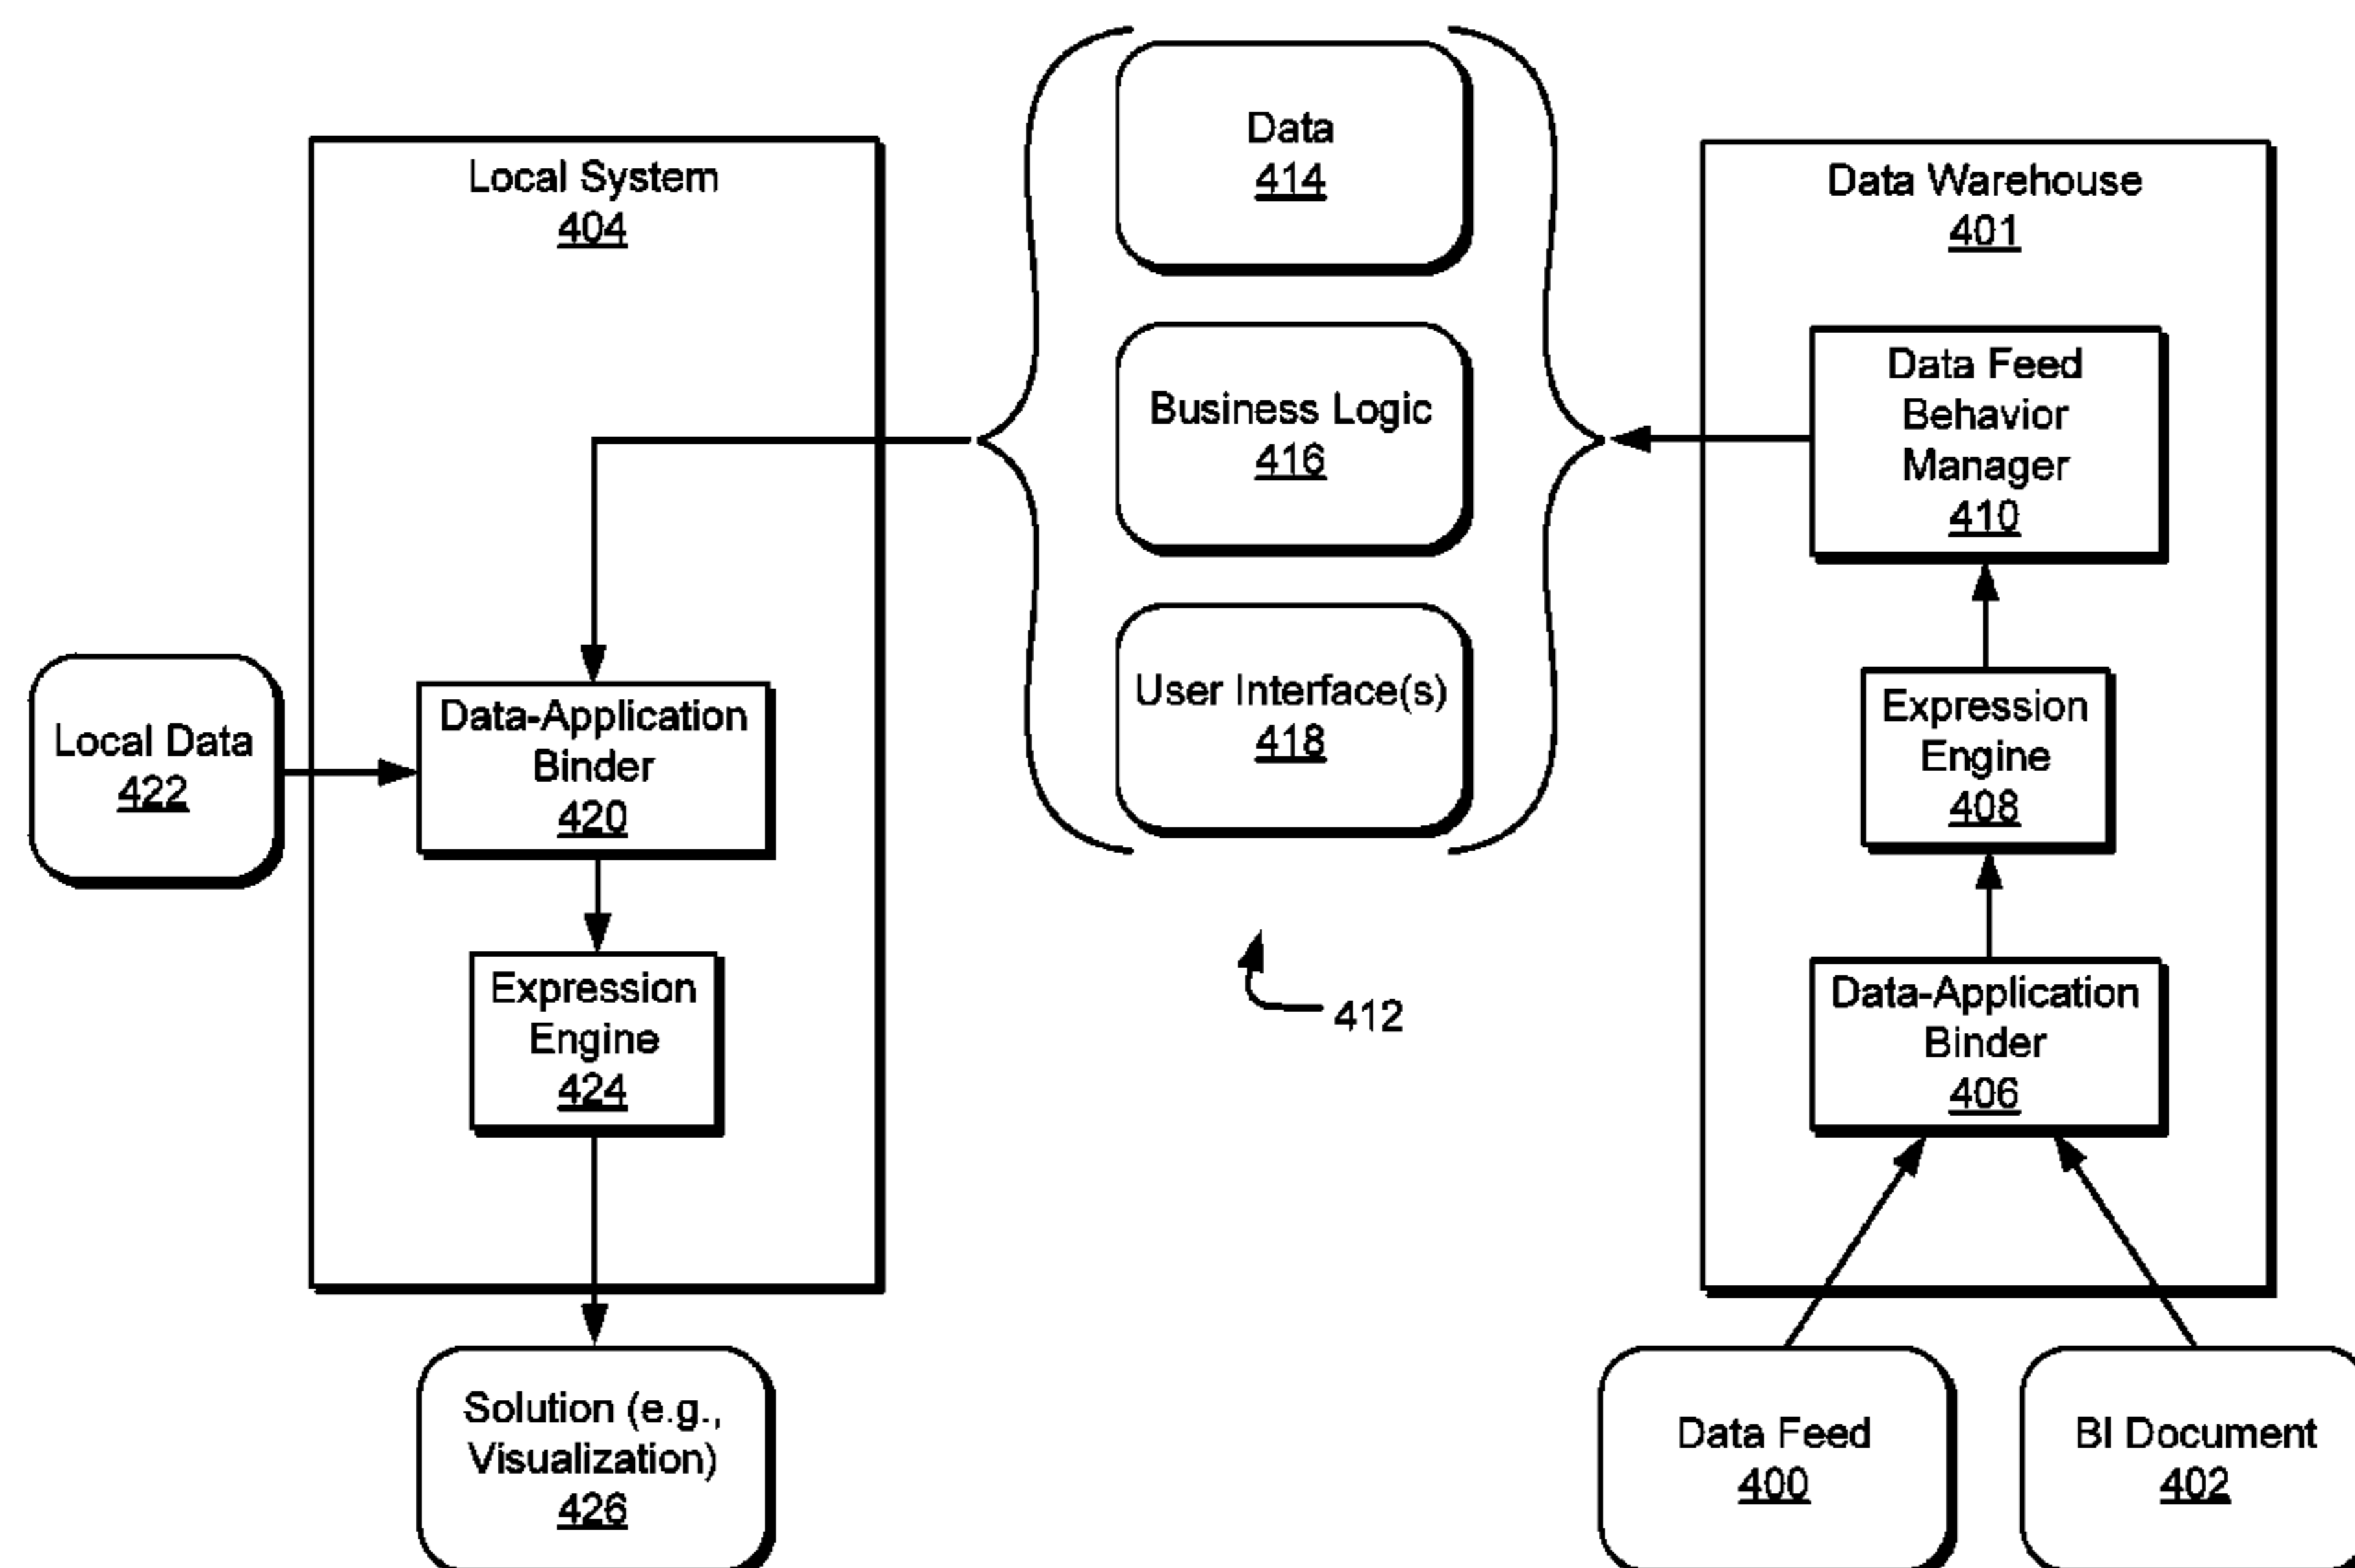 Local System
404
Data-Application
Binder
420
Local Data
422
Expression
Engine
424
Solution (e.g.,
Visualization)
426
Data
414
Business Logic
416
User Interface(s)
418
412
Data Warehouse
401
Data Feed
Behavior
Manager
410
Expression
Engine
408
Data-Application
Binder
406
Data Feed
400
BI Document
402